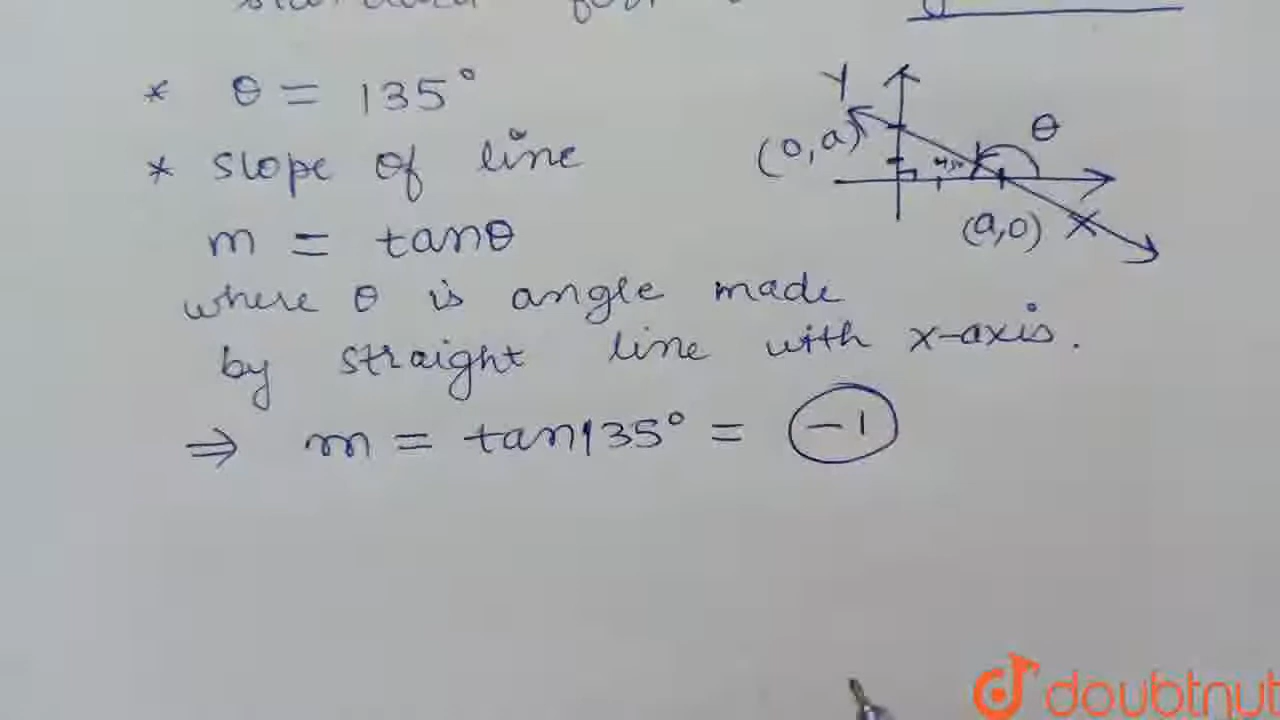 * θ = 135°
* slope of line
m = tanθ
where θ is angle made
by straight line with x-axis.
⇒ m = tan135° = -1
Y
θ
(0,a)
(a,0) X
doubtnut